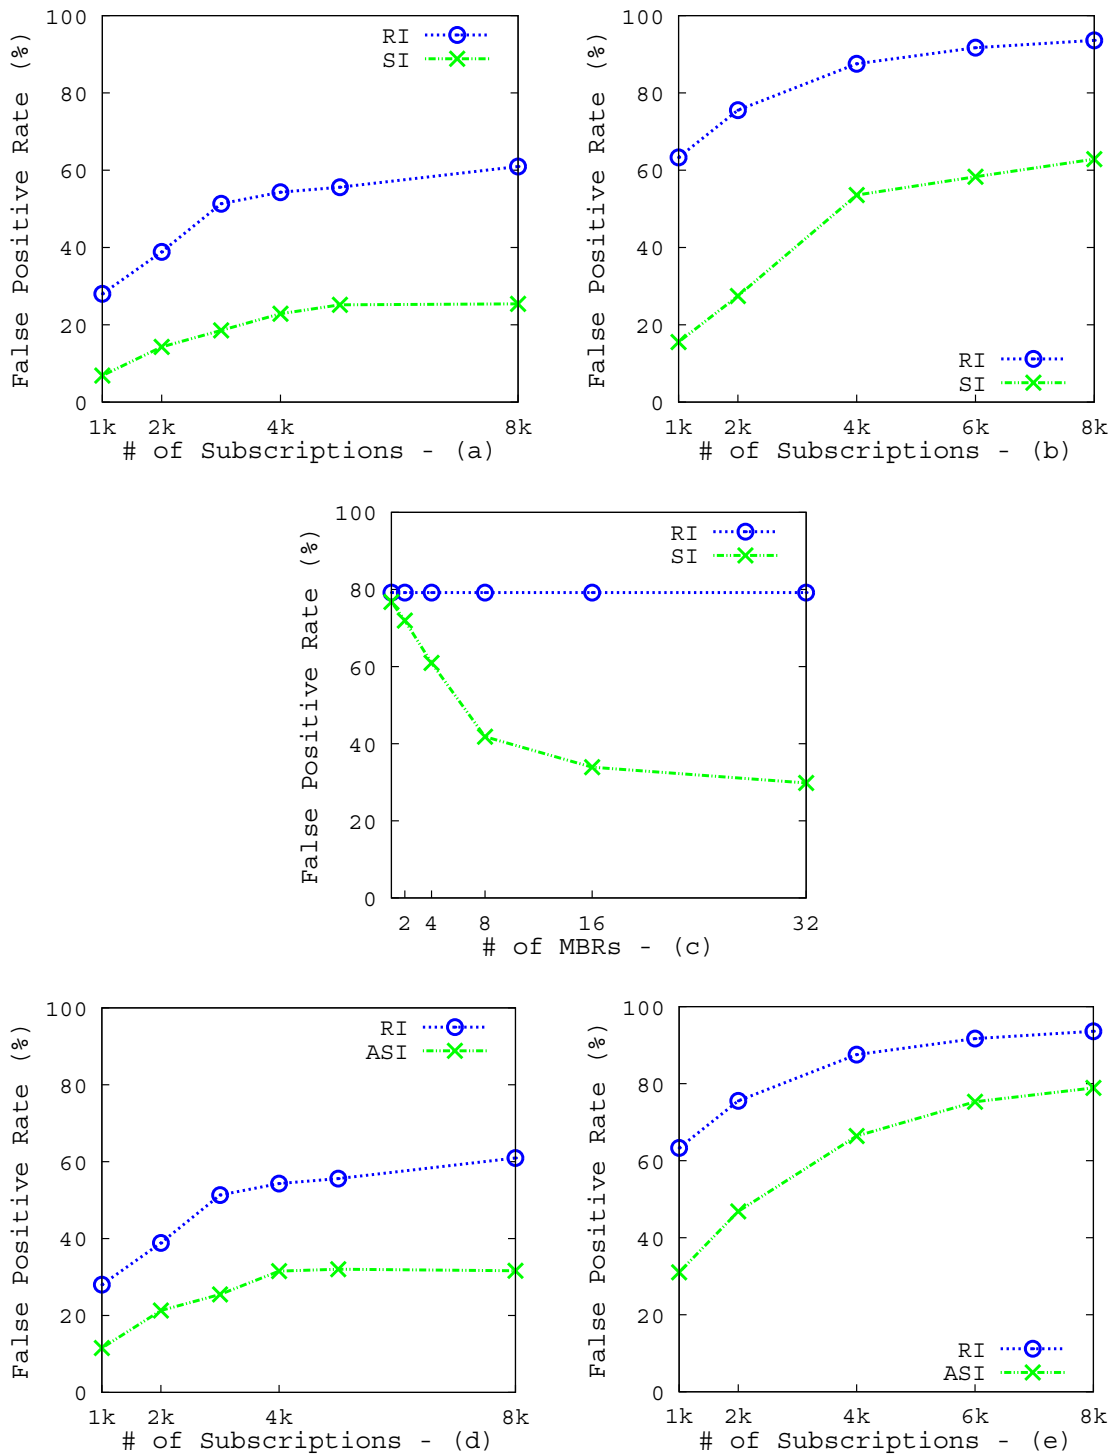 False Positive Rate (%)
100
80
60
40
20
0
RI
SI
1k 2k 4k 8k
# of Subscriptions - (a)
False Positive Rate (%)
100
80
60
40
20
0
RI
SI
1k 2k 4k 6k 8k
# of Subscriptions - (b)
False Positive Rate (%)
100
80
60
40
20
0
RI
SI
2 4 8 16 32
# of MBRs - (c)
False Positive Rate (%)
100
80
60
40
20
0
RI
ASI
1k 2k 4k 8k
# of Subscriptions - (d)
False Positive Rate (%)
100
80
60
40
20
0
RI
ASI
1k 2k 4k 6k 8k
# of Subscriptions - (e)